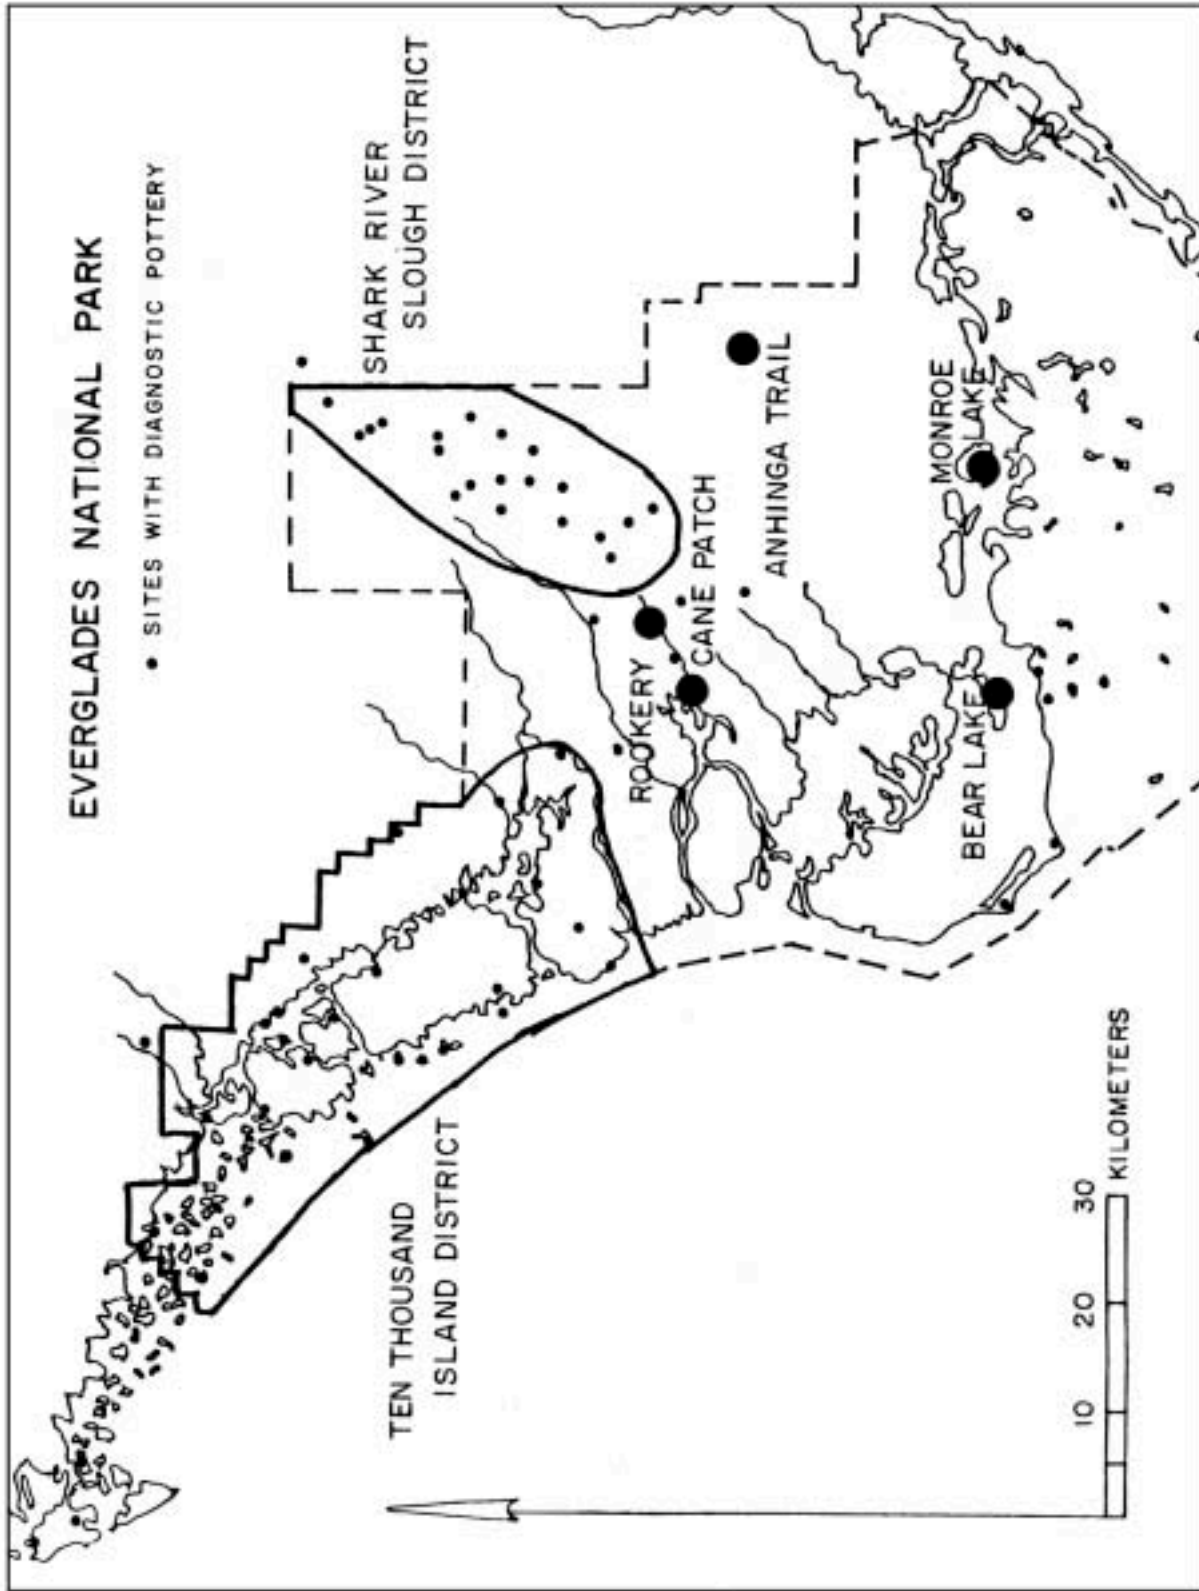 EVERGLADES NATIONAL PARK
• SITES WITH DIAGNOSTIC POTTERY
SHARK RIVER
SLOUGH DISTRICT
TEN THOUSAND
ISLAND DISTRICT
ROOKERY
CANE PATCH
ANHINGA TRAIL
BEAR LAKE
MONROE
LAKE
10 20 30
KILOMETERS